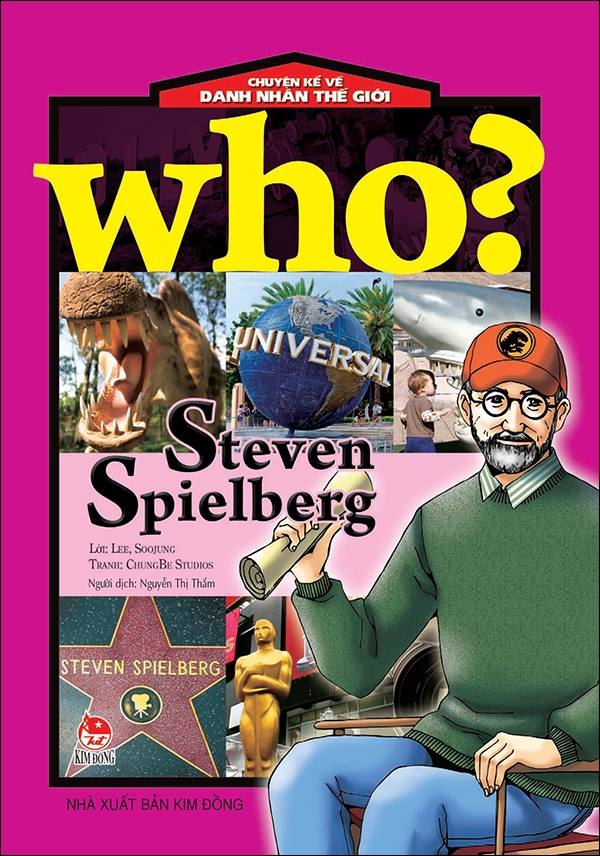 CHUYỆN KỂ VỀ
DANH NHÂN THẾ GIỚI
who?
UNIVERSAL
Steven
Spielberg
Lời: Lee, Soojung
Tranh: ChungBe Studios
Người dịch: Nguyễn Thị Thắm
STEVEN SPIELBERG
KIM ĐỒNG
NHÀ XUẤT BẢN KIM ĐỒNG